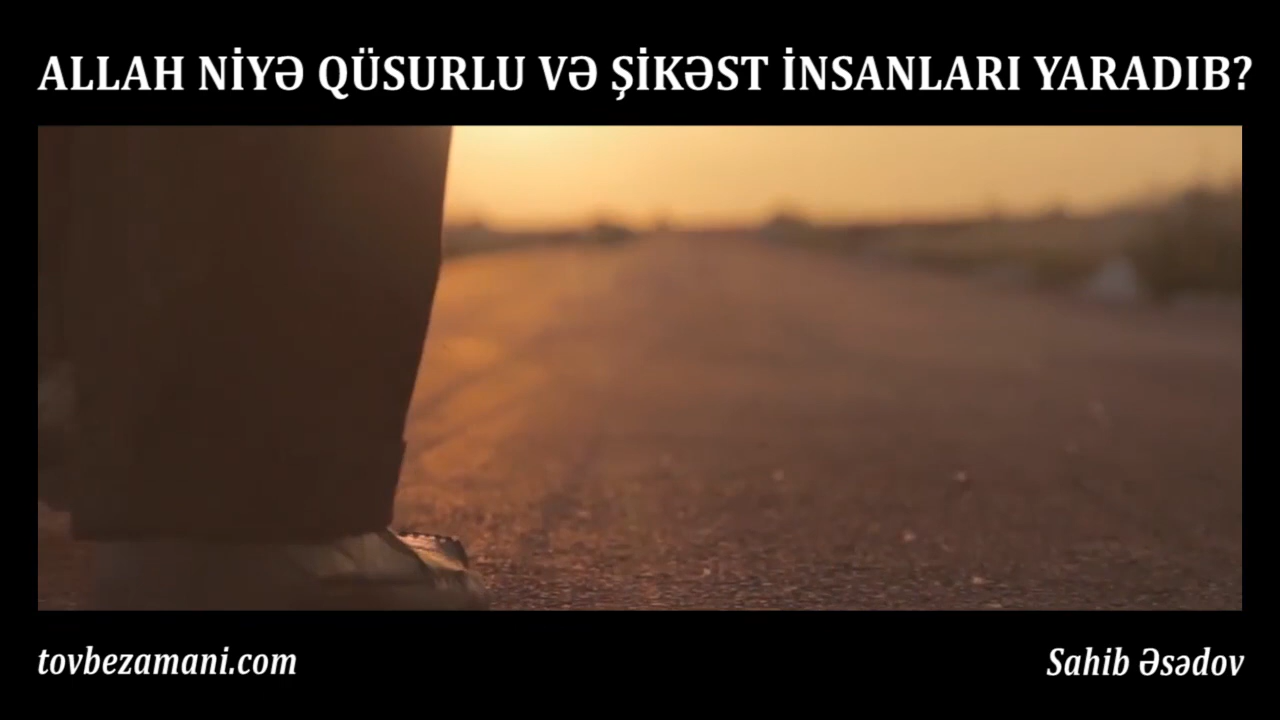 ALLAH NİYƏ QÜSURLU VƏ ŞİKƏST İNSANLARI YARADIB?
tovbezamani.com
Sahib Əsədov